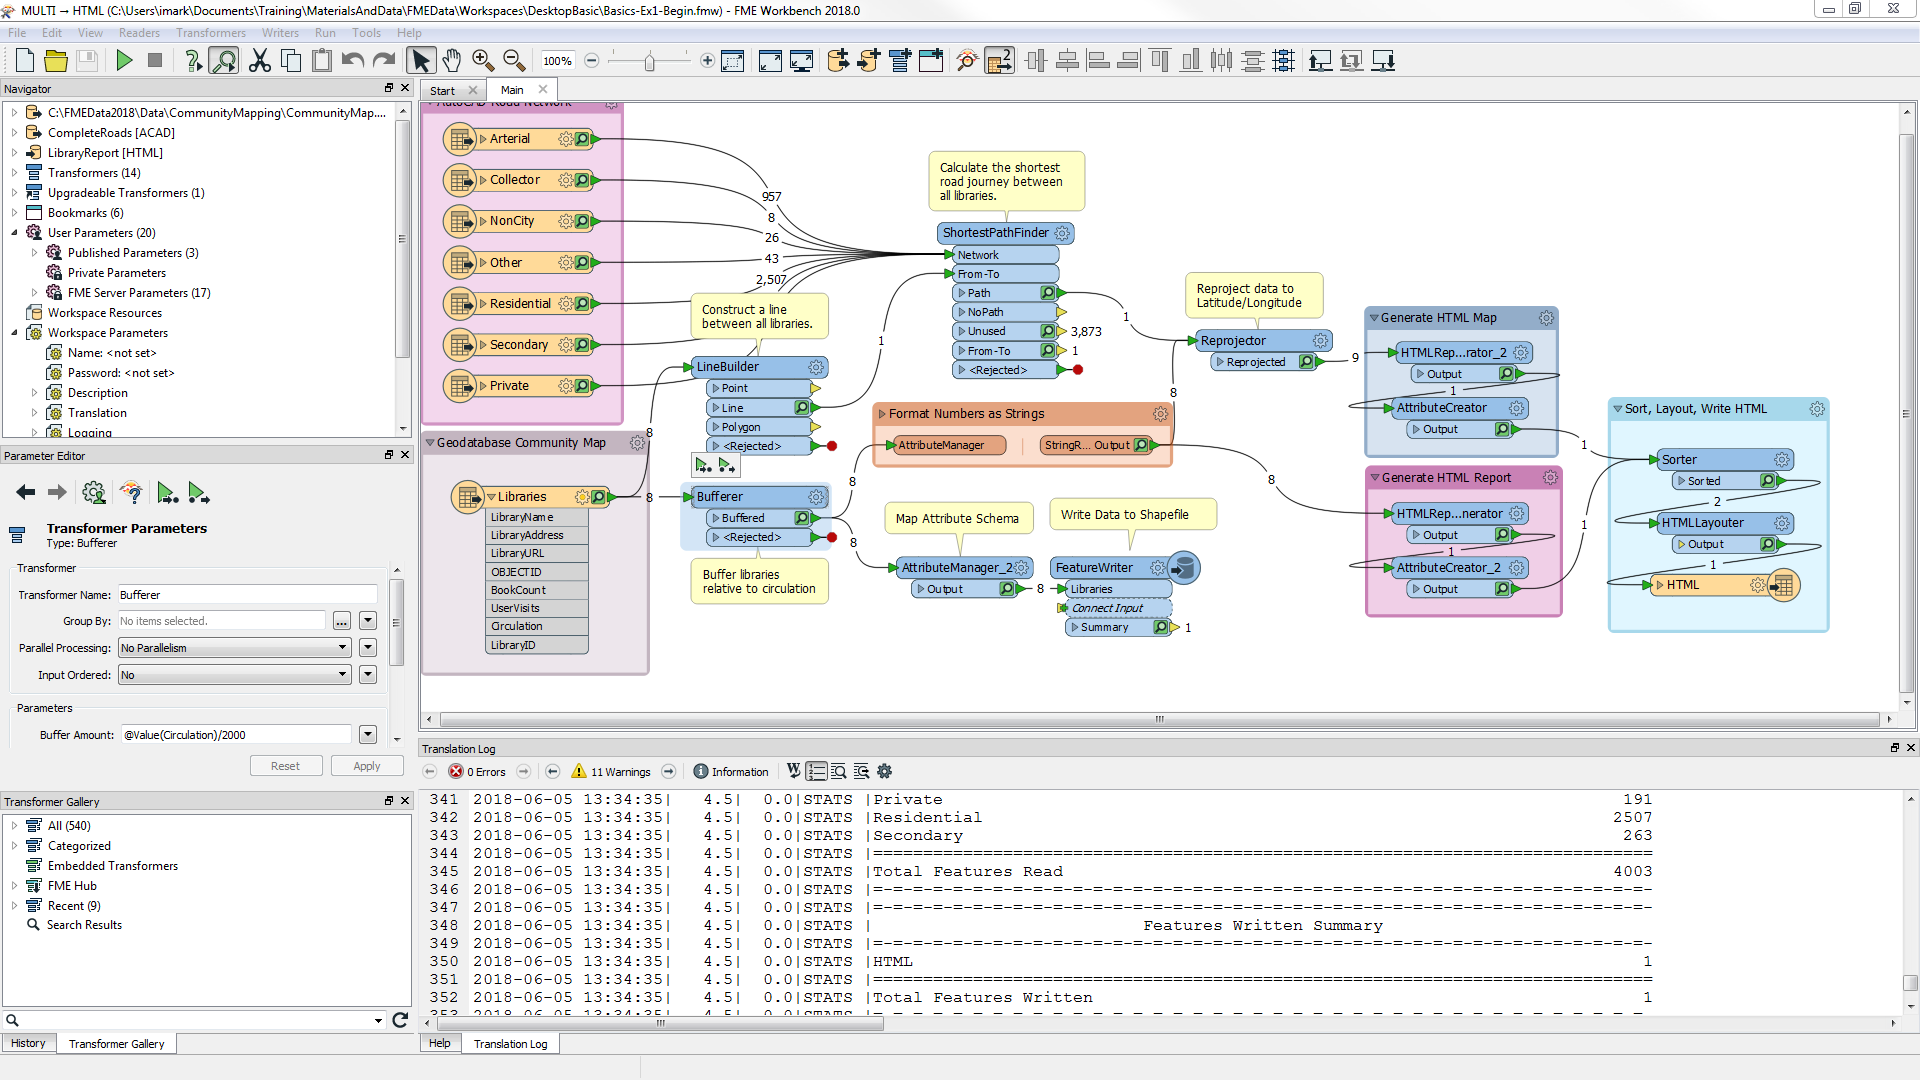 MULTI → HTML (C:\Users\imark\Documents\Training\MaterialsAndData\FMEData\Workspaces\DesktopBasic\Basics-Ex1-Begin.fmw) - FME Workbench 2018.0
File Edit View Readers Transformers Writers Run Tools Help
100%
2
Navigator
C:\FMEData2018\Data\CommunityMapping\CommunityMap....
CompleteRoads [ACAD]
LibraryReport [HTML]
Transformers (14)
Upgradeable Transformers (1)
Bookmarks (6)
User Parameters (20)
Published Parameters (3)
Private Parameters
FME Server Parameters (17)
Workspace Resources
Workspace Parameters
Name: <not set>
Password: <not set>
Description
Translation
Logging
Parameter Editor
Transformer Parameters
Type: Bufferer
Transformer
Transformer Name: Bufferer
Group By: No items selected. ...
Parallel Processing: No Parallelism
Input Ordered: No
Parameters
Buffer Amount: @Value(Circulation)/2000
Reset Apply
Transformer Gallery
All (540)
Categorized
Embedded Transformers
FME Hub
Recent (9)
Search Results
History Transformer Gallery
Start Main
AutoCAD Road Network
Arterial
Collector
NonCity
Other
Residential
Secondary
Private
957
8
26
43
2,507
Geodatabase Community Map
Libraries
LibraryName
LibraryAddress
LibraryURL
OBJECTID
BookCount
UserVisits
Circulation
LibraryID
8
8
Construct a line
between all libraries.
LineBuilder
Point
Line
Polygon
<Rejected>
1
Bufferer
Buffered
<Rejected>
8
8
Buffer libraries
relative to circulation
Calculate the shortest
road journey between
all libraries.
ShortestPathFinder
Network
From-To
Path
NoPath
Unused 3,873
From-To 1
<Rejected>
1
Format Numbers as Strings
AttributeManager StringR... Output
8
8
Map Attribute Schema
AttributeManager_2
Output 8
Write Data to Shapefile
FeatureWriter
Libraries
Connect Input
Summary 1
Reproject data to
Latitude/Longitude
Reprojector
Reprojected 9
Generate HTML Map
HTMLRep...rator_2
Output
1
AttributeCreator
Output
1
Generate HTML Report
HTMLRep...nerator
Output
1
AttributeCreator_2
Output
1
Sort, Layout, Write HTML
Sorter
Sorted
2
HTMLLayouter
Output
1
HTML
Translation Log
0 Errors 11 Warnings Information
341 2018-06-05 13:34:35| 4.5| 0.0|STATS |Private 191
342 2018-06-05 13:34:35| 4.5| 0.0|STATS |Residential 2507
343 2018-06-05 13:34:35| 4.5| 0.0|STATS |Secondary 263
344 2018-06-05 13:34:35| 4.5| 0.0|STATS |==============================================================================
345 2018-06-05 13:34:35| 4.5| 0.0|STATS |Total Features Read 4003
346 2018-06-05 13:34:35| 4.5| 0.0|STATS |=-=-=-=-=-=-=-=-=-=-=-=-=-=-=-=-=-=-=-=-=-=-=-=-=-=-=-=-=-=-=-=-=-=-=-=-=-=-=-
347 2018-06-05 13:34:35| 4.5| 0.0|STATS |=-=-=-=-=-=-=-=-=-=-=-=-=-=-=-=-=-=-=-=-=-=-=-=-=-=-=-=-=-=-=-=-=-=-=-=-=-=-=-
348 2018-06-05 13:34:35| 4.5| 0.0|STATS | Features Written Summary
349 2018-06-05 13:34:35| 4.5| 0.0|STATS |=-=-=-=-=-=-=-=-=-=-=-=-=-=-=-=-=-=-=-=-=-=-=-=-=-=-=-=-=-=-=-=-=-=-=-=-=-=-=-
350 2018-06-05 13:34:35| 4.5| 0.0|STATS |HTML 1
351 2018-06-05 13:34:35| 4.5| 0.0|STATS |==============================================================================
352 2018-06-05 13:34:35| 4.5| 0.0|STATS |Total Features Written 1
Help Translation Log